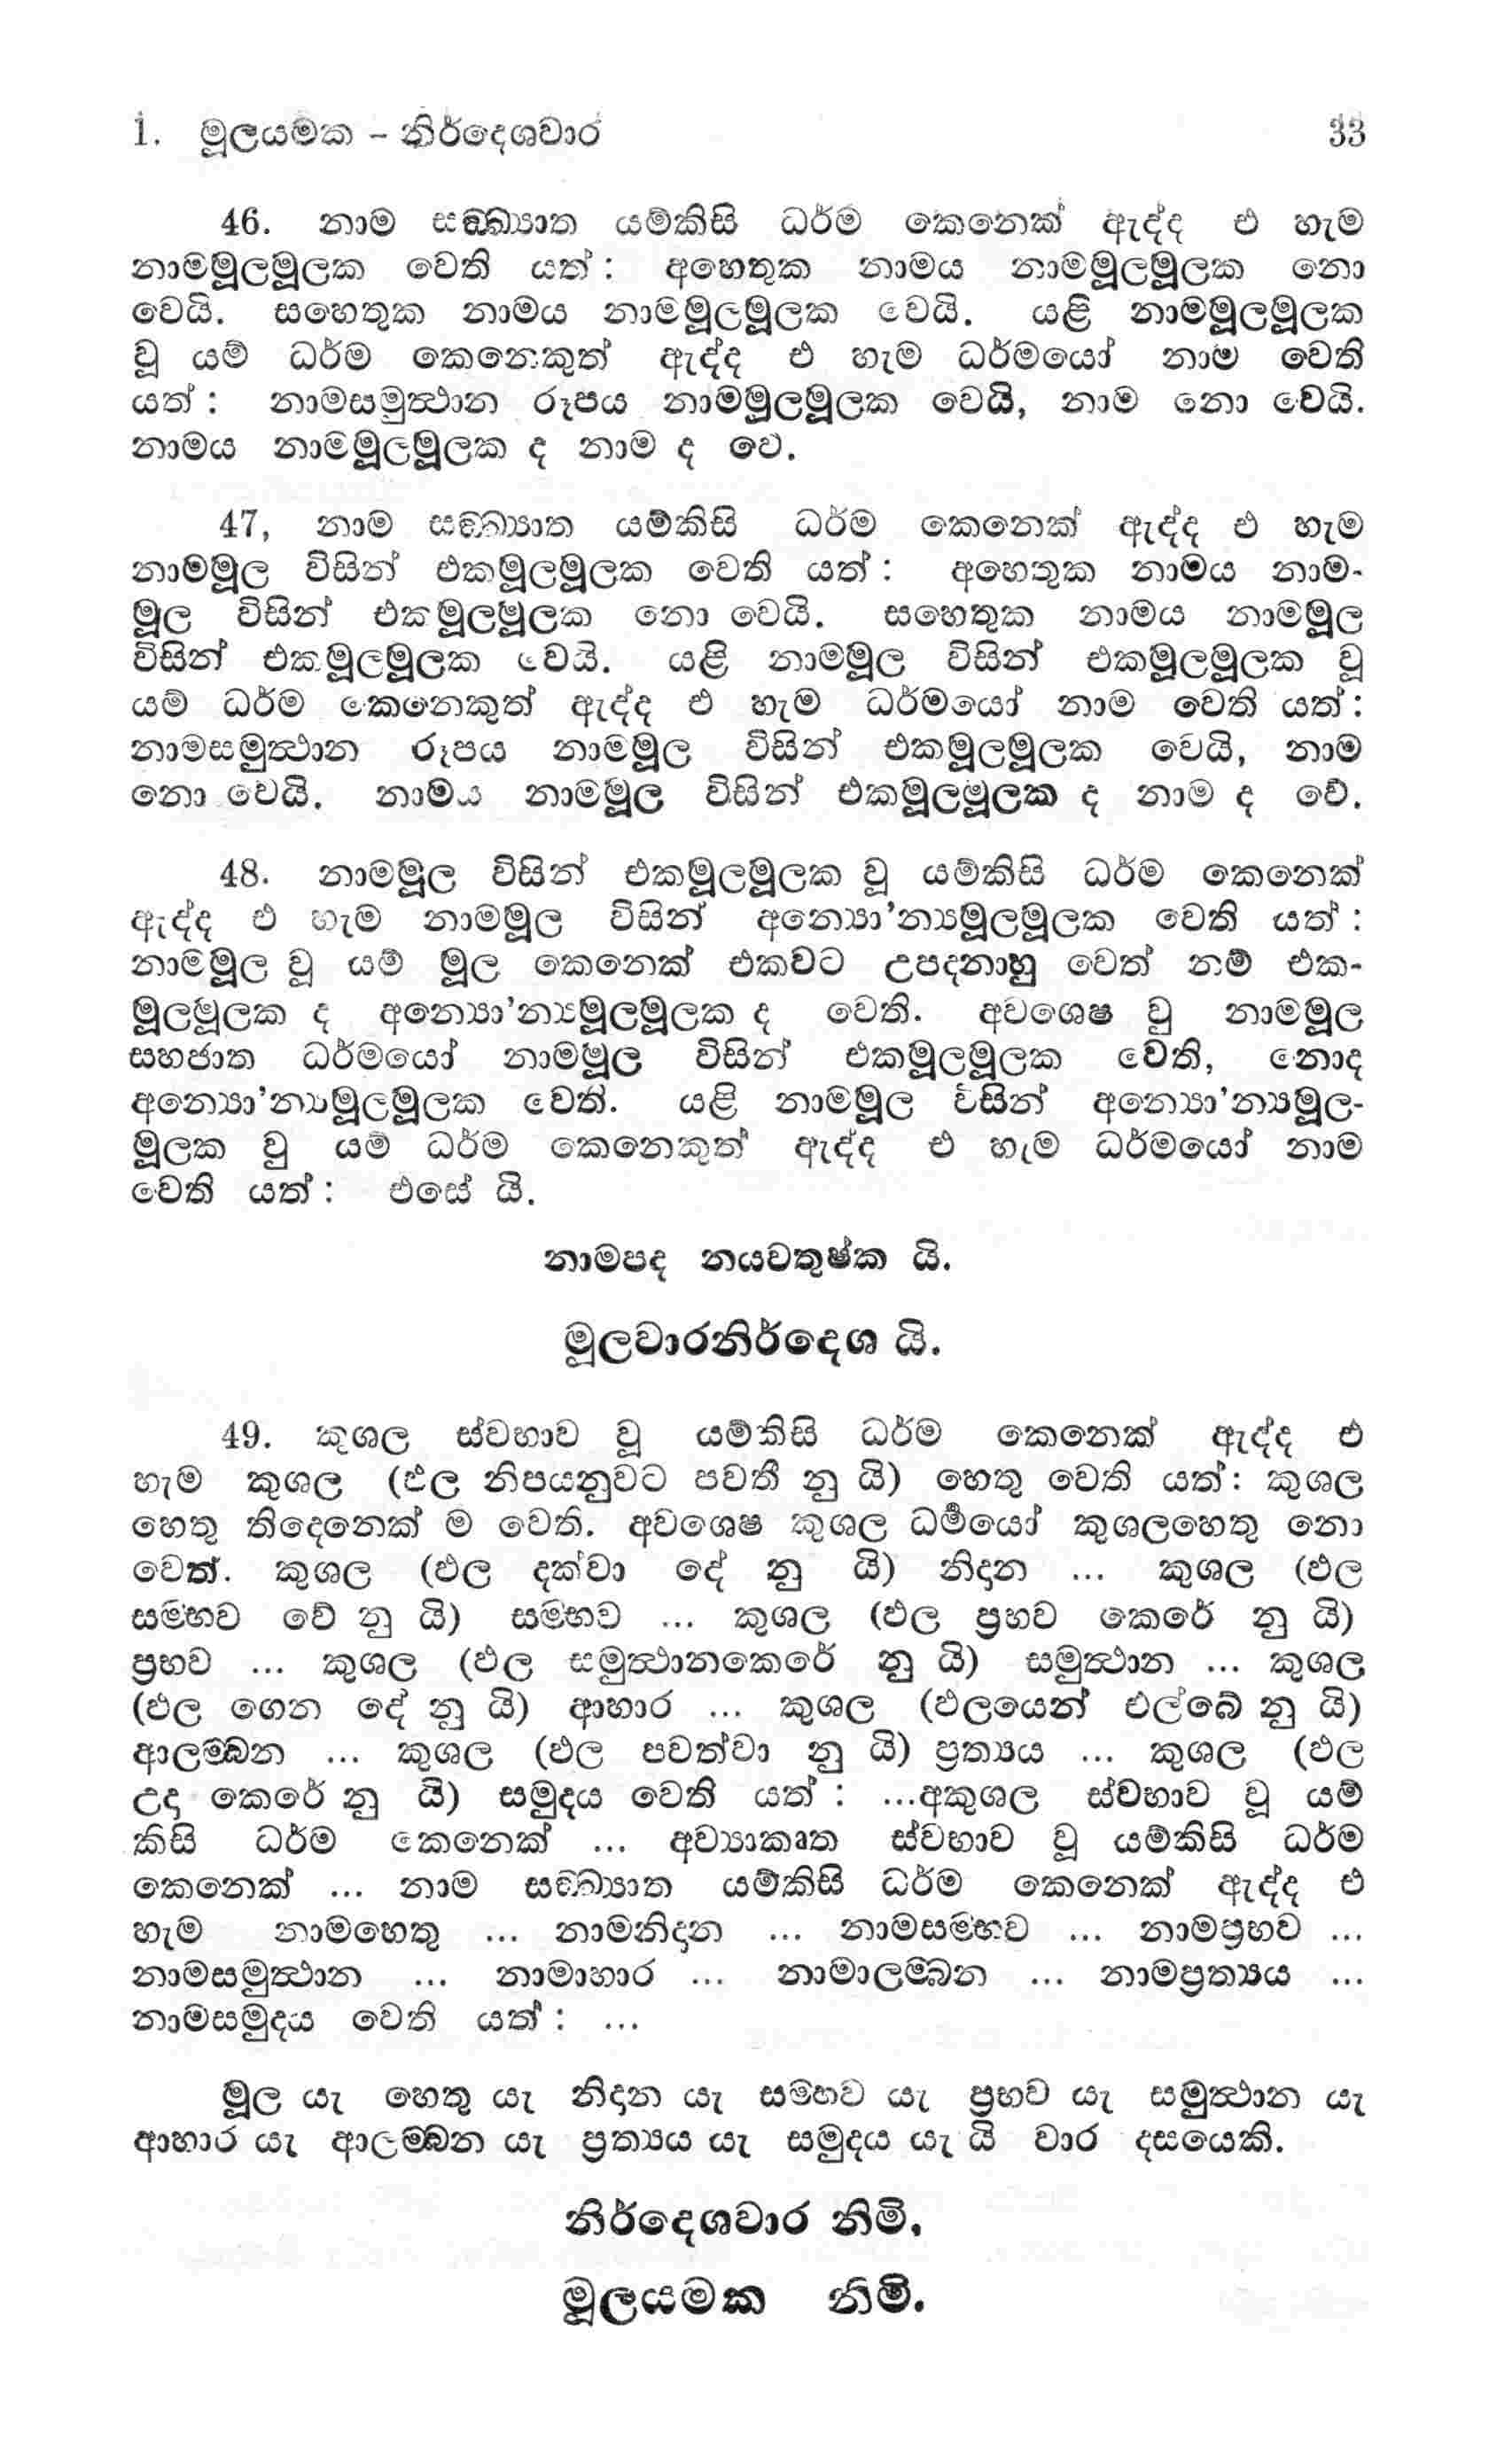 1. මූලයමක - නිර්දෙශවාර 33
46. නාම සඞ්ඛ්‍යාත යම්කිසි ධර්ම කෙනෙක් ඇද්ද එ හැම
නාමමූලමූලක වෙති යත් : අහෙතුක නාමය නාමමූලමූලක නො
වෙයි. සහෙතුක නාමය නාමමූලමූලක වෙයි. යළි නාමමූලමූලක
වූ යම් ධර්ම කෙනෙකුත් ඇද්ද එ හැම ධර්මයෝ නාම වෙති
යත් : නාමසමුත්‍ථාන රූපය නාමමූලමූලක වෙයි, නාම නො වෙයි.
නාමය නාමමූලමූලක ද නාම ද වෙ.
47, නාම සඞ්ඛ්‍යාත යම්කිසි ධර්ම කෙනෙක් ඇද්ද එ හැම
නාමමූල විසින් එකමූලමූලක වෙති යත් : අහෙතුක නාමය නාම-
මූල විසින් එකමූලමූලක නො වෙයි. සහෙතුක නාමය නාමමූල
විසින් එකමූලමූලක වෙයි. යළි නාමමූල විසින් එකමූලමූලක වූ
යම් ධර්ම කෙනෙකුත් ඇද්ද එ හැම ධර්මයෝ නාම වෙති යත් :
නාමසමුත්‍ථාන රූපය නාමමූල විසින් එකමූලමූලක වෙයි, නාම
නො වෙයි. නාමය නාමමූල විසින් එකමූලමූලක ද නාම ද වේ.
48. නාමමූල විසින් එකමූලමූලක වූ යම්කිසි ධර්ම කෙනෙක්
ඇද්ද එ හැම නාමමූල විසින් අන්‍යො'න්‍යමූලමූලක වෙති යත් :
නාමමූල වූ යම් මූල කෙනෙක් එකවට උපදනාහු වෙත් නම් එක-
මූලමූලක ද අන්‍යො'න්‍යමූලමූලක ද වෙති. අවශෙෂ වු නාමමූල
සහජාත ධර්මයෝ නාමමූල විසින් එකමූලමූලක වෙති, නොද
අන්‍යො'න්‍යමූලමූලක වෙති. යළි නාමමූල විසින් අන්‍යො'න්‍යමූල-
මූලක වු යම් ධර්ම කෙනෙකුත් ඇද්ද එ හැම ධර්මයෝ නාම
වෙති යත් : එසේ යි.
නාමපද නයචතුෂ්ක යි.
මූලවාරනිර්දෙශ යි.
49. කුශල ස්වභාව වූ යම්කිසි ධර්ම කෙනෙක් ඇද්ද එ
හැම කුශල (ඵල නිපයනුවට පවතී නු යි) හෙතු වෙති යත් : කුශල
හෙතු තිදෙනෙක් ම වෙති. අවශෙෂ කුශල ධර්‍මයෝ කුශලහෙතු නො
වෙත්. කුශල (ඵල දක්වා දේ නු යි) නිදාන ... කුශල (ඵල
සම්භව වේ නු යි) සම්භව ... කුශල (ඵල ප්‍රභව කෙරේ නු යි)
ප්‍රභව ... කුශල (ඵල සමුත්‍ථානකෙරේ නු යි) සමුත්‍ථාන ... කුශල
(ඵල ගෙන දේ නු යි) ආහාර ... කුශල (ඵලයෙන් එල්බේ නු යි)
ආලම්බන ... කුශල (ඵල පවත්වා නු යි) ප්‍රත්‍යය ... කුශල (ඵල
උදා කෙරේ නු යි) සමුදය වෙති යත් : ...අකුශල ස්වභාව වූ යම්
කිසි ධර්ම කෙනෙක් ... අව්‍යාකෘත ස්වභාව වූ යම්කිසි ධර්ම
කෙනෙක් ... නාම සඞ්ඛ්‍යාත යම්කිසි ධර්ම කෙනෙක් ඇද්ද එ
හැම නාමහෙතු ... නාමනිදාන ... නාමසම්භව ... නාමප්‍රභව ...
නාමසමුත්‍ථාන ... නාමාහාර ... නාමාලම්බන ... නාමප්‍රත්‍යය ...
නාමසමුදය වෙති යත් : ...
මූල යැ හෙතු යැ නිදාන යැ සම්භව යැ ප්‍රභව යැ සමුත්‍ථාන යැ
ආහාර යැ ආලම්බන යැ ප්‍රත්‍යය යැ සමුදය යැ යි වාර දසයෙකි.
නිර්දෙශවාර නිමි.
මූලයමක නිමි.